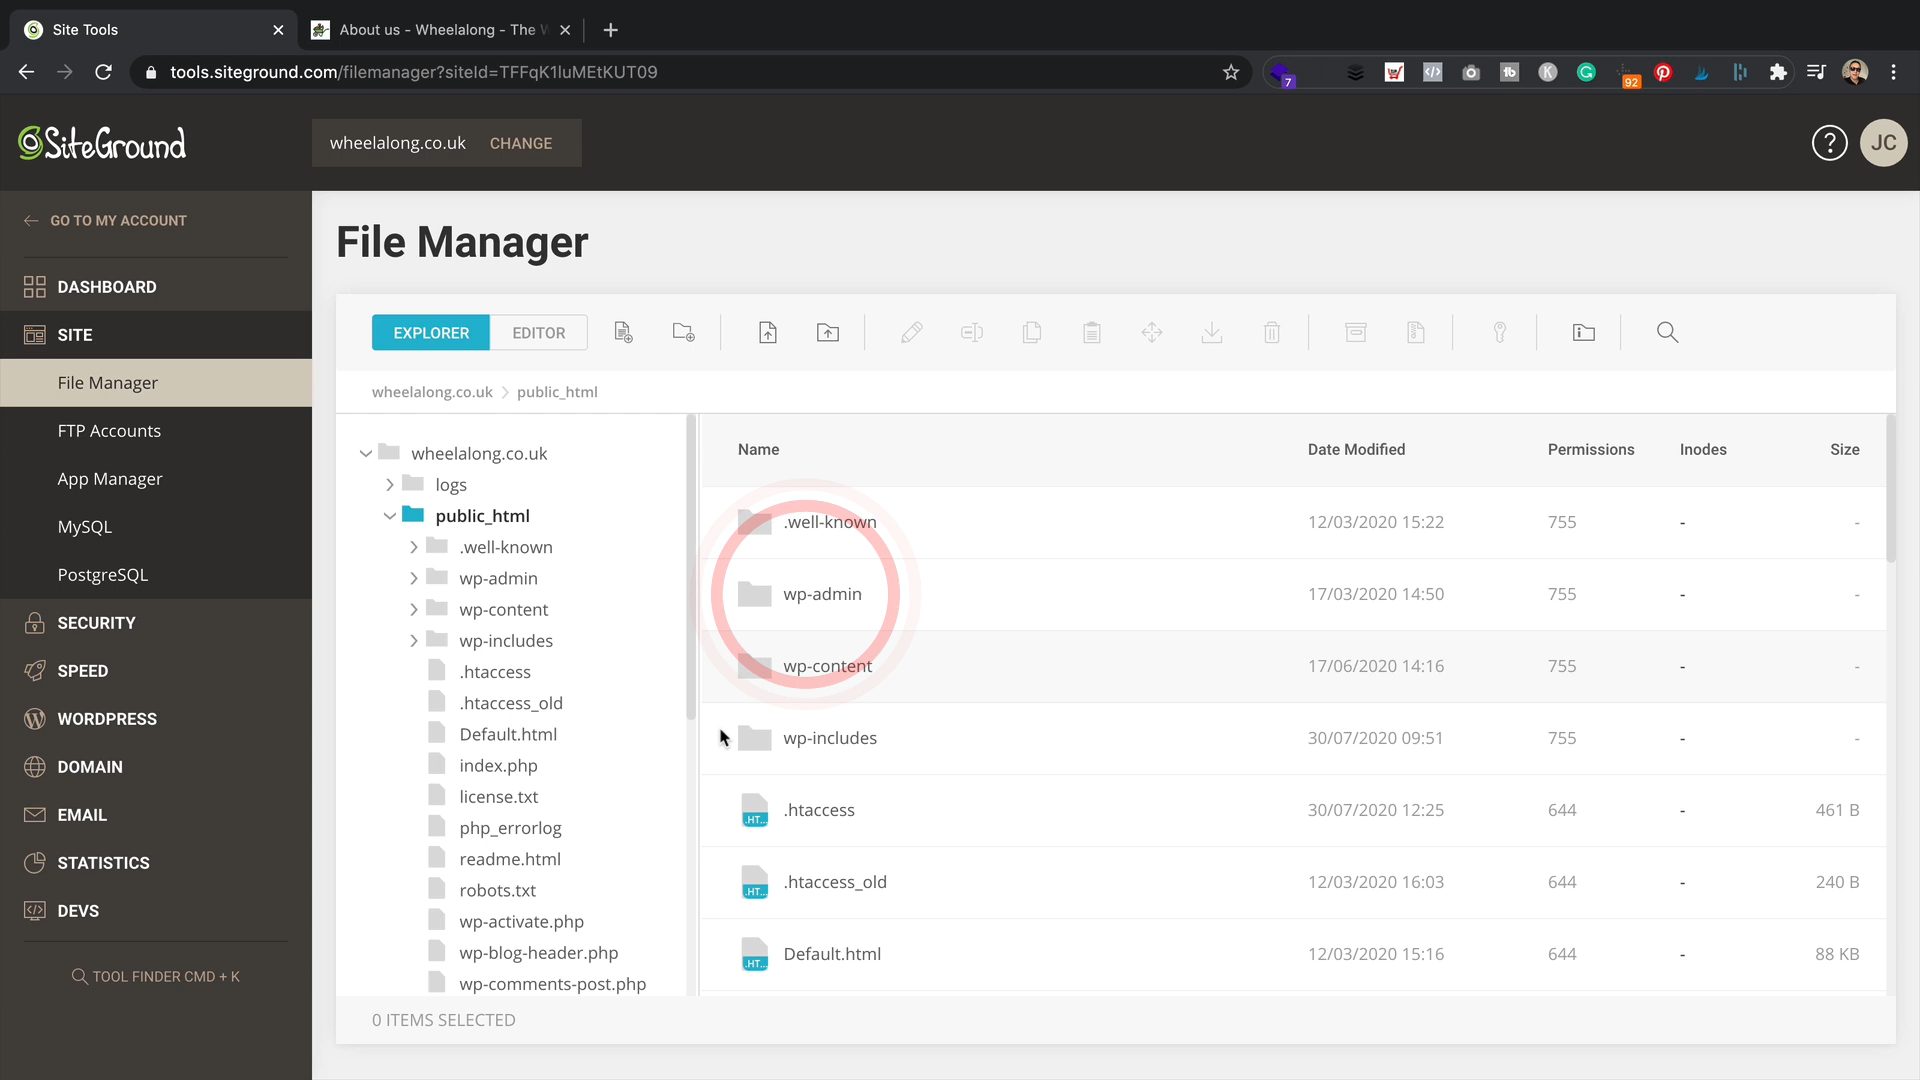 Site Tools
About us - Wheelalong - The W
tools.siteground.com/filemanager?siteId=TFFqK1luMEtKUT09
7
92
SiteGround
wheelalong.co.uk CHANGE
? JC
GO TO MY ACCOUNT
DASHBOARD
SITE
File Manager
FTP Accounts
App Manager
MySQL
PostgreSQL
SECURITY
SPEED
WORDPRESS
DOMAIN
EMAIL
STATISTICS
DEVS
TOOL FINDER CMD + K
File Manager
EXPLORER EDITOR
wheelalong.co.uk > public_html
wheelalong.co.uk
logs
public_html
.well-known
wp-admin
wp-content
wp-includes
.htaccess
.htaccess_old
Default.html
index.php
license.txt
php_errorlog
readme.html
robots.txt
wp-activate.php
wp-blog-header.php
wp-comments-post.php
Name Date Modified Permissions Inodes Size
.well-known 12/03/2020 15:22 755 - -
wp-admin 17/03/2020 14:50 755 - -
wp-content 17/06/2020 14:16 755 - -
wp-includes 30/07/2020 09:51 755 - -
.HT... .htaccess 30/07/2020 12:25 644 - 461 B
.HT... .htaccess_old 12/03/2020 16:03 644 - 240 B
.HT... Default.html 12/03/2020 15:16 644 - 88 KB
0 ITEMS SELECTED